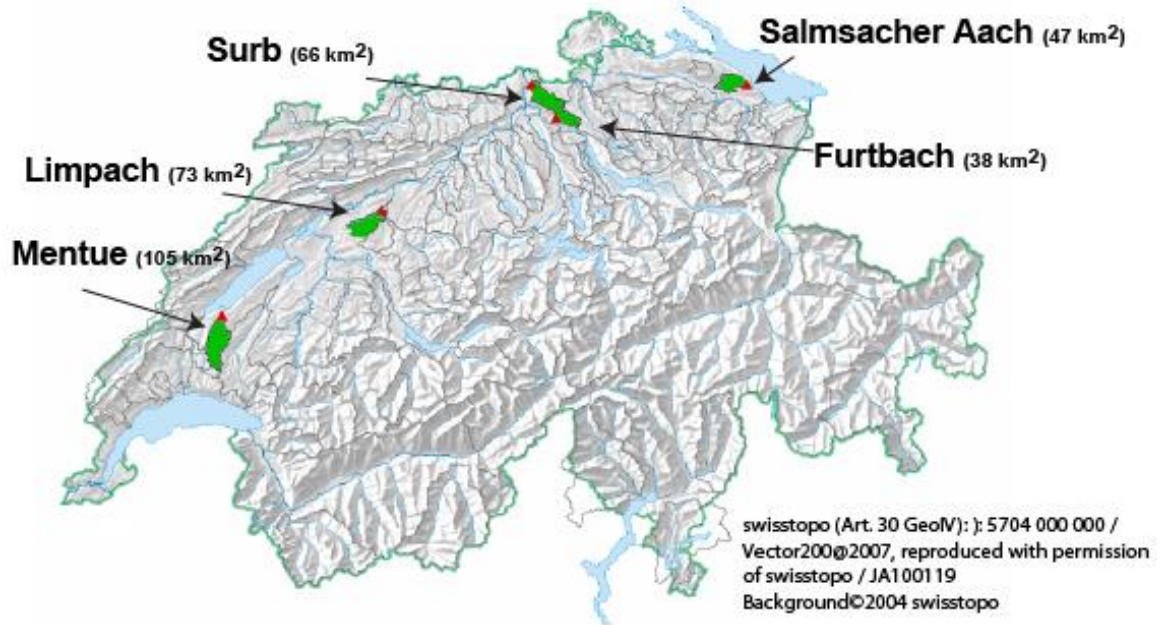 Salmsacher Aach (47 km²)
Surb (66 km²)
Furtbach (38 km²)
Limpach (73 km²)
Mentue (105 km²)
swisstopo (Art. 30 GeoIV): ): 5704 000 000 /
Vector200@2007, reproduced with permission
of swisstopo / JA100119
Background©2004 swisstopo